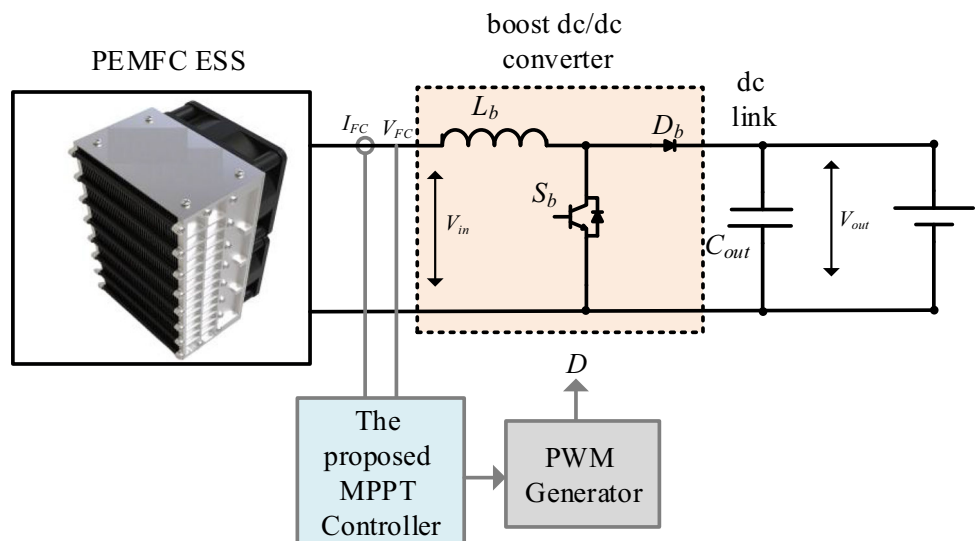 boost dc/dc
converter
PEMFC ESS
dc
link
I_FC
V_FC
L_b
D_b
S_b
V_in
C_out
V_out
D
The
proposed
MPPT
Controller
PWM
Generator